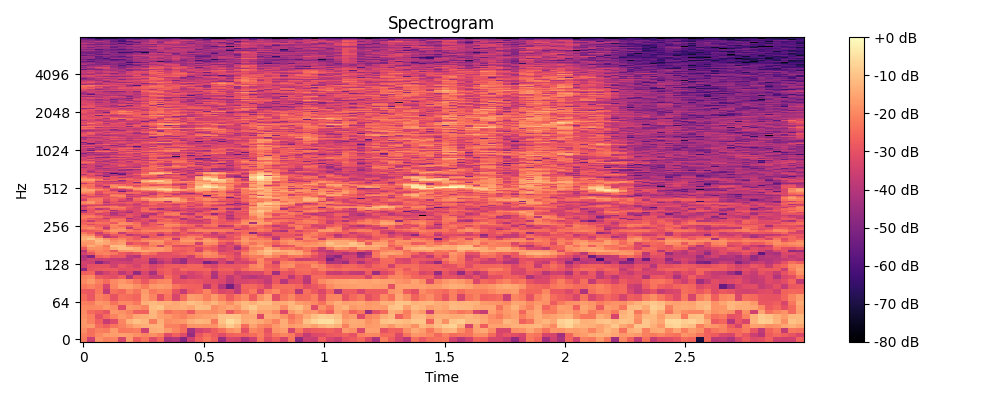 Spectrogram
+0 dB
4096
-10 dB
2048
-20 dB
1024
-30 dB
Hz
512
-40 dB
256
-50 dB
128
-60 dB
64
-70 dB
0
-80 dB
0 0.5 1 1.5 2 2.5
Time